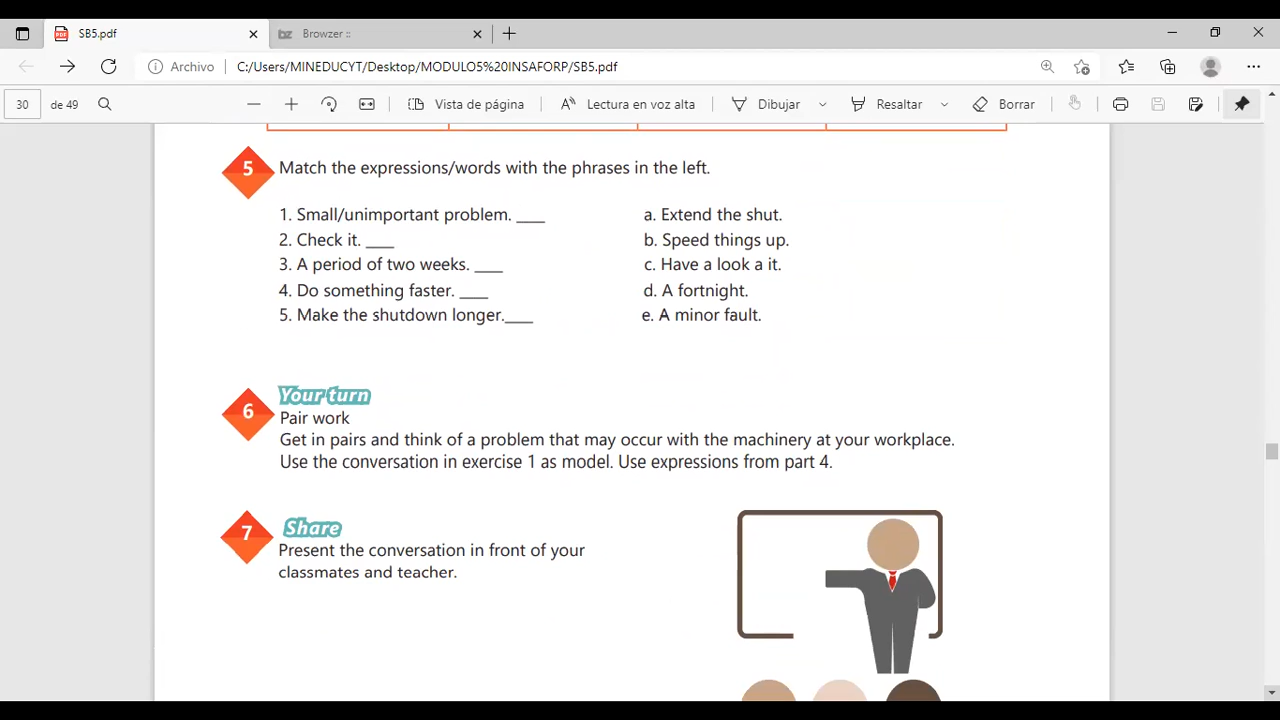 SB5.pdf
Browzer ::
Archivo
C:/Users/MINEDUCYT/Desktop/MODULO5%20INSAFORP/SB5.pdf
30
de 49
Vista de página
Lectura en voz alta
Dibujar
Resaltar
Borrar
5 Match the expressions/words with the phrases in the left.
1. Small/unimportant problem. ____
2. Check it. ____
3. A period of two weeks. ____
4. Do something faster. ____
5. Make the shutdown longer.____
a. Extend the shut.
b. Speed things up.
c. Have a look a it.
d. A fortnight.
e. A minor fault.
6 Your turn
Pair work
Get in pairs and think of a problem that may occur with the machinery at your workplace.
Use the conversation in exercise 1 as model. Use expressions from part 4.
7 Share
Present the conversation in front of your
classmates and teacher.